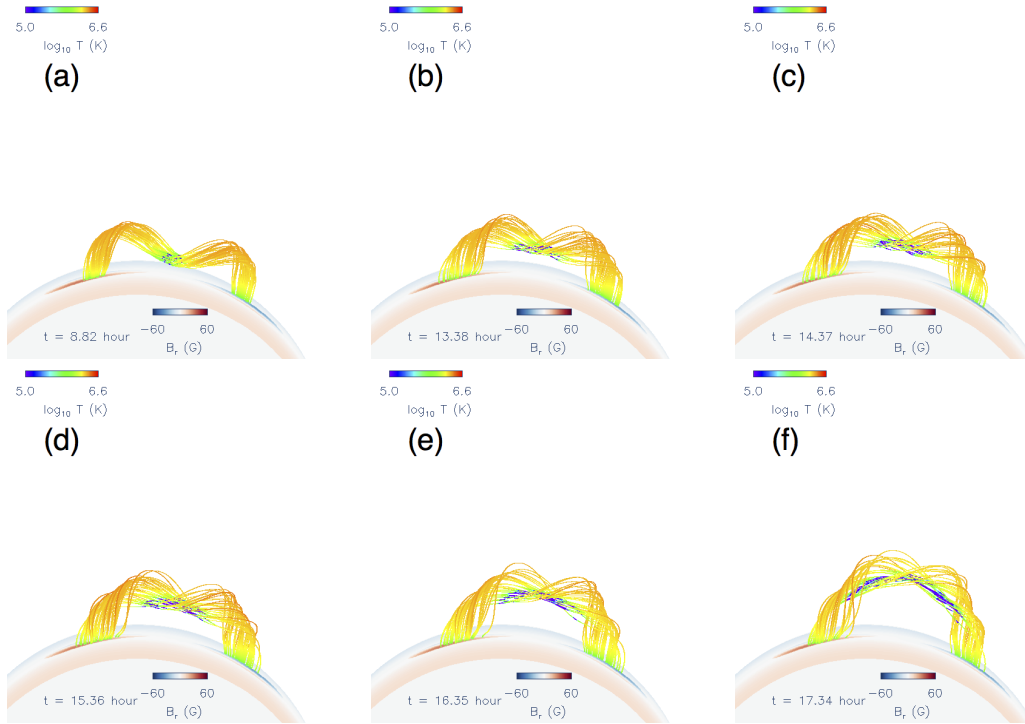 5.0 6.6
log₁₀ T (K)
(a)
t = 8.82 hour
−60 60
Bᵣ (G)
5.0 6.6
log₁₀ T (K)
(b)
t = 13.38 hour
−60 60
Bᵣ (G)
5.0 6.6
log₁₀ T (K)
(c)
t = 14.37 hour
−60 60
Bᵣ (G)
5.0 6.6
log₁₀ T (K)
(d)
t = 15.36 hour
−60 60
Bᵣ (G)
5.0 6.6
log₁₀ T (K)
(e)
t = 16.35 hour
−60 60
Bᵣ (G)
5.0 6.6
log₁₀ T (K)
(f)
t = 17.34 hour
−60 60
Bᵣ (G)